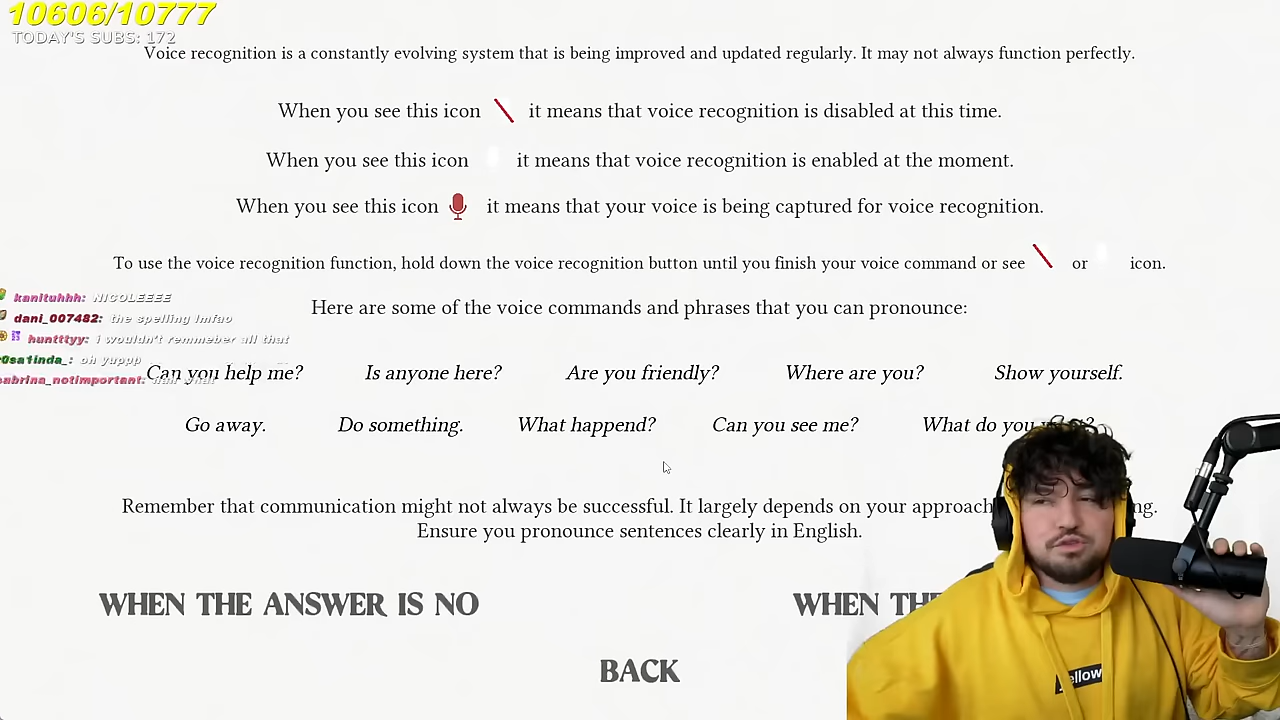 10606/10777
TODAY'S SUBS: 172
Voice recognition is a constantly evolving system that is being improved and updated regularly. It may not always function perfectly.
When you see this icon it means that voice recognition is disabled at this time.
When you see this icon it means that voice recognition is enabled at the moment.
When you see this icon it means that your voice is being captured for voice recognition.
To use the voice recognition function, hold down the voice recognition button until you finish your voice command or see or icon.
kanituhhh: NICOLEEEE
Here are some of the voice commands and phrases that you can pronounce:
dani_007482: the spelling lmfao
huntttyy: i wouldn't remmeber all that
sa1inda_: oh yuppp
abrina_notimportant: what
Can you help me? Is anyone here? Are you friendly? Where are you? Show yourself.
Go away. Do something. What happend? Can you see me? What do you
Remember that communication might not always be successful. It largely depends on your approach
Ensure you pronounce sentences clearly in English.
WHEN THE ANSWER IS NO WHEN THE
BACK
yellow